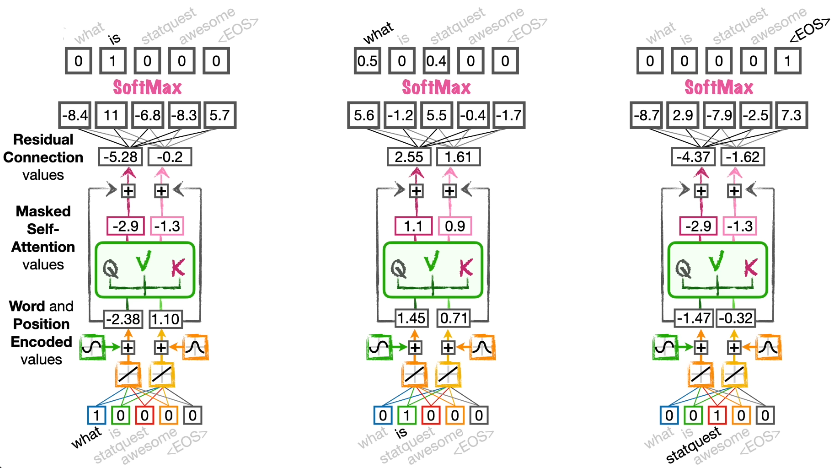 what is statquest awesome <EOS>
0 1 0 0 0
SoftMax
-8.4 11 -6.8 -8.3 5.7
Residual
Connection
values
-5.28 -0.2
+ +
Masked
Self-
Attention
values
-2.9 -1.3
Q V K
Word and
Position
Encoded
values
-2.38 1.10
+ +
1 0 0 0 0
what is statquest awesome <EOS>
what is statquest awesome <EOS>
0.5 0 0.4 0 0
SoftMax
5.6 -1.2 5.5 -0.4 -1.7
2.55 1.61
+ +
1.1 0.9
Q V K
1.45 0.71
+ +
0 1 0 0 0
what is statquest awesome <EOS>
what is statquest awesome <EOS>
0 0 0 0 1
SoftMax
-8.7 2.9 -7.9 -2.5 7.3
-4.37 -1.62
+ +
-2.9 -1.3
Q V K
-1.47 -0.32
+ +
0 0 1 0 0
what is statquest awesome <EOS>